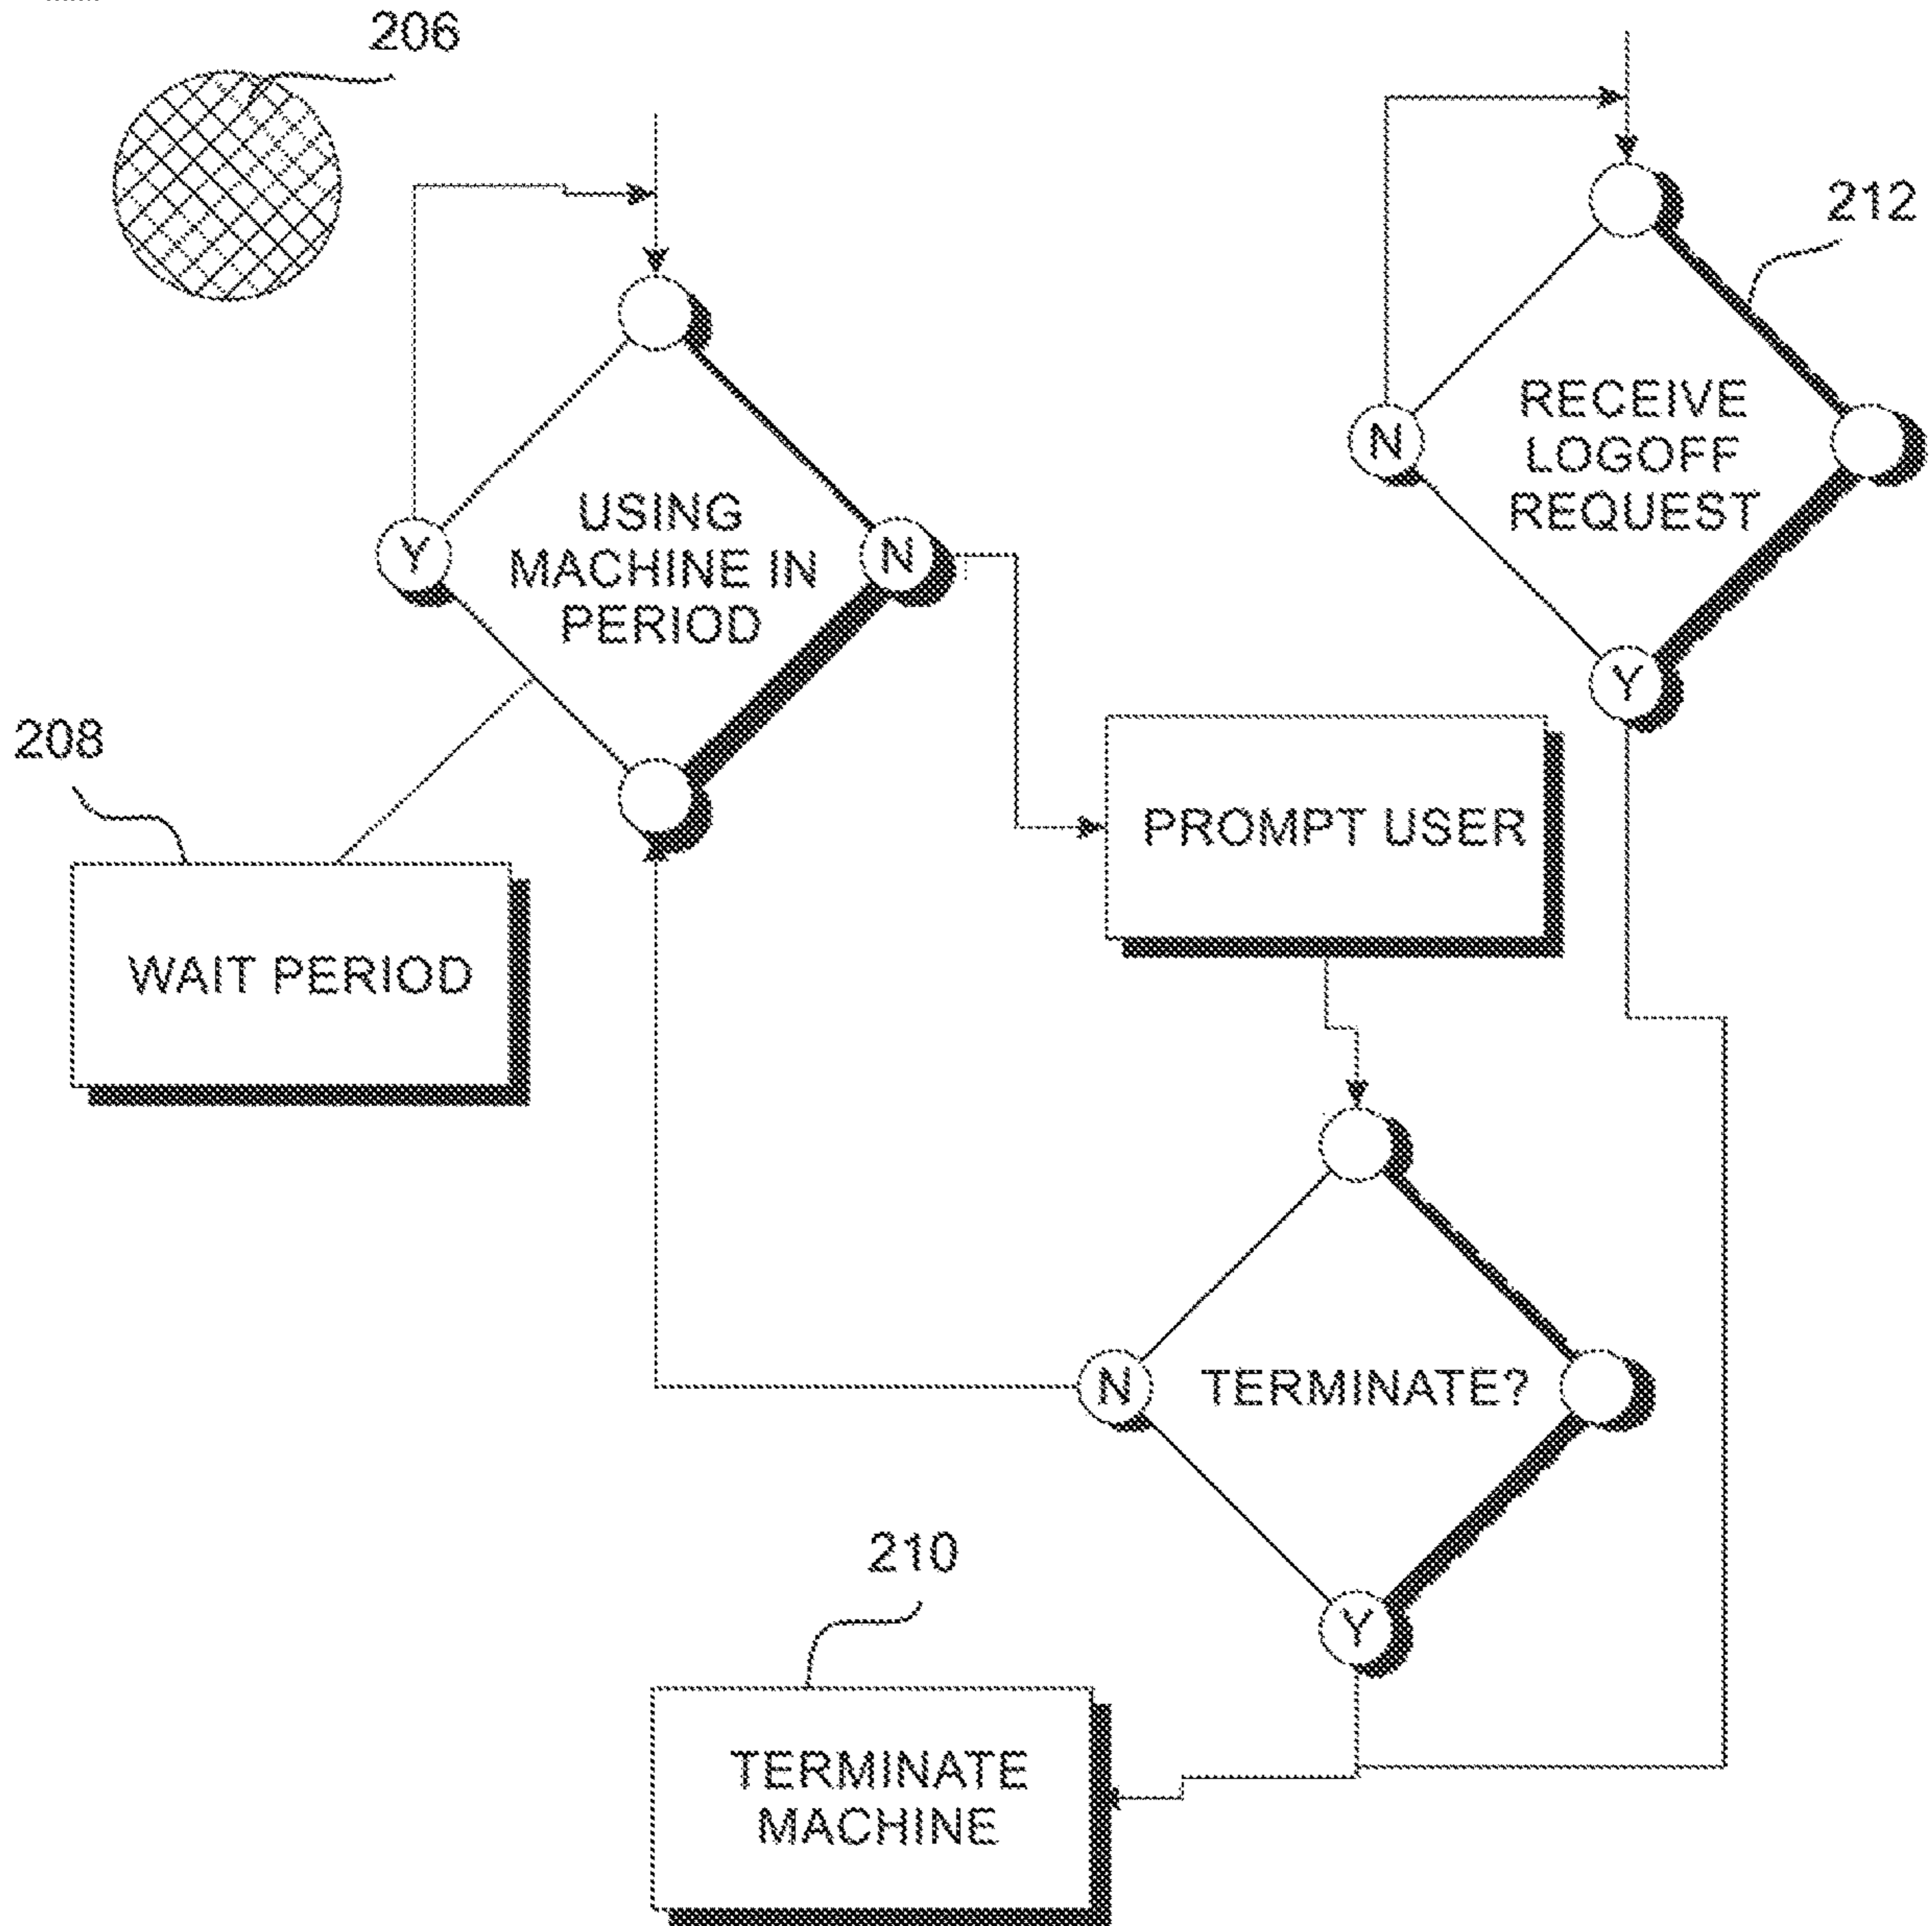 206
212
RECEIVE
LOGOFF
REQUEST
N
Y
USING
MACHINE IN
PERIOD
Y
N
208
WAIT PERIOD
PROMPT USER
TERMINATE?
N
Y
210
TERMINATE
MACHINE